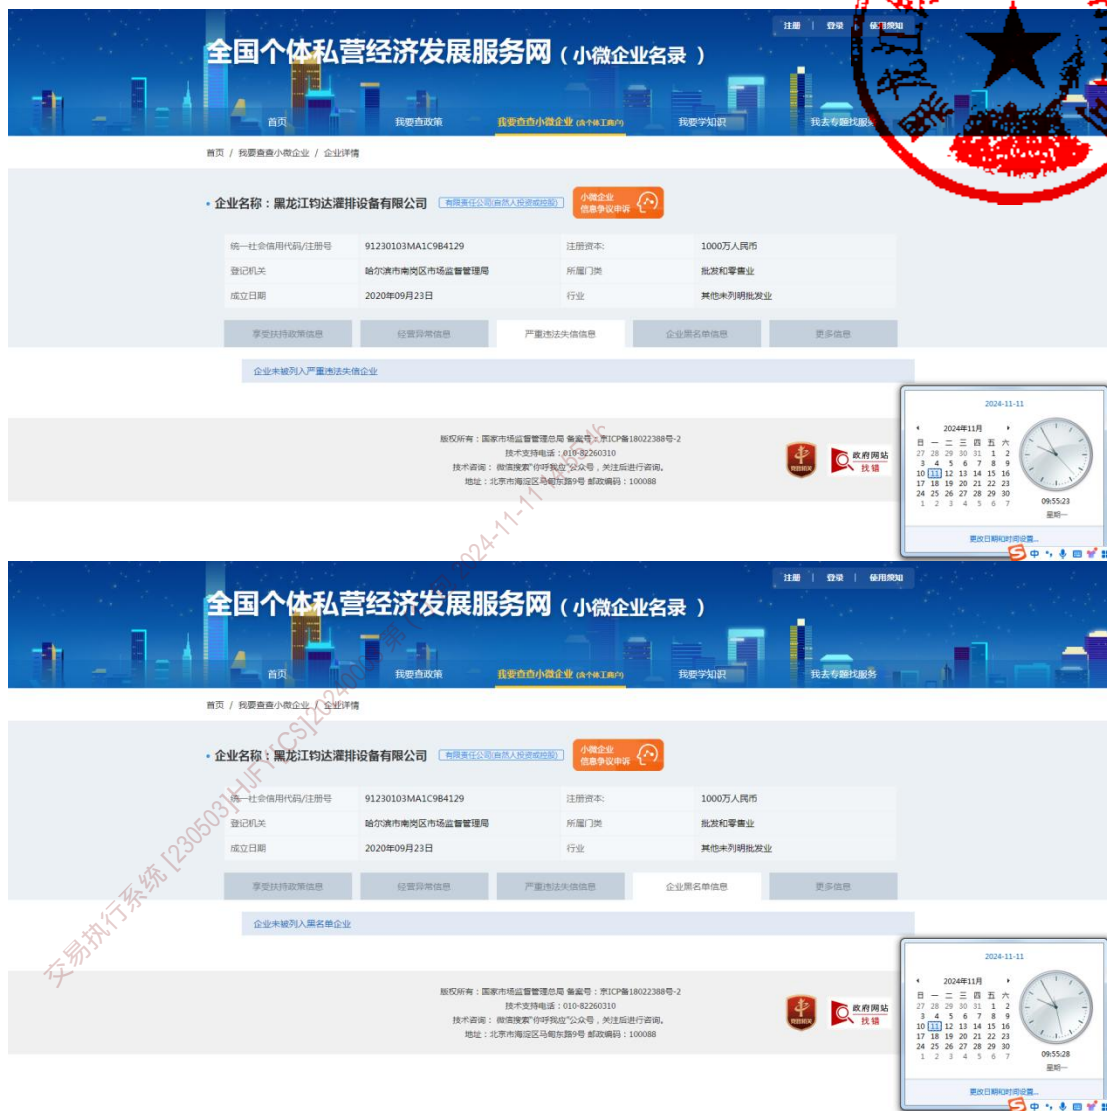 注册 | 登录 | 使用须知
全国个体私营经济发展服务网（小微企业名录）
首页 我要查政策 我要查查小微企业 (含个体工商户) 我要学知识 我去专题找服务
首页 / 我要查查小微企业 / 企业详情
• 企业名称：黑龙江钧达灌排设备有限公司 有限责任公司(自然人投资或控股) 小微企业
信息争议申诉
统一社会信用代码/注册号 91230103MA1C9B4129 注册资本: 1000万人民币
登记机关 哈尔滨市南岗区市场监督管理局 所属门类 批发和零售业
成立日期 2020年09月23日 行业 其他未列明批发业
享受扶持政策信息 经营异常信息 严重违法失信信息 企业黑名单信息 更多信息
企业未被列入严重违法失信企业
版权所有：国家市场监督管理总局 备案号：京ICP备18022388号-2
技术支持电话：010-82260310
技术咨询： 微信搜索"你呼我应"公众号，关注后进行咨询。
地址：北京市海淀区马甸东路9号 邮政编码：100088
党政机关
政府网站
找错
2024-11-11
2024年11月
日 一 二 三 四 五 六
27 28 29 30 31 1 2
3 4 5 6 7 8 9
10 11 12 13 14 15 16
17 18 19 20 21 22 23
24 25 26 27 28 29 30
1 2 3 4 5 6 7
09:55:23
星期一
更改日期和时间设置...
中
注册 | 登录 | 使用须知
全国个体私营经济发展服务网（小微企业名录）
首页 我要查政策 我要查查小微企业 (含个体工商户) 我要学知识 我去专题找服务
首页 / 我要查查小微企业 / 企业详情
• 企业名称：黑龙江钧达灌排设备有限公司 有限责任公司(自然人投资或控股) 小微企业
信息争议申诉
统一社会信用代码/注册号 91230103MA1C9B4129 注册资本: 1000万人民币
登记机关 哈尔滨市南岗区市场监督管理局 所属门类 批发和零售业
成立日期 2020年09月23日 行业 其他未列明批发业
享受扶持政策信息 经营异常信息 严重违法失信信息 企业黑名单信息 更多信息
企业未被列入黑名单企业
版权所有：国家市场监督管理总局 备案号：京ICP备18022388号-2
技术支持电话：010-82260310
技术咨询： 微信搜索"你呼我应"公众号，关注后进行咨询。
地址：北京市海淀区马甸东路9号 邮政编码：100088
党政机关
政府网站
找错
2024-11-11
2024年11月
日 一 二 三 四 五 六
27 28 29 30 31 1 2
3 4 5 6 7 8 9
10 11 12 13 14 15 16
17 18 19 20 21 22 23
24 25 26 27 28 29 30
1 2 3 4 5 6 7
09:55:28
星期一
更改日期和时间设置...
中
交易执行系统 [230503]HJFY[CS]20240 第 2024-11-11